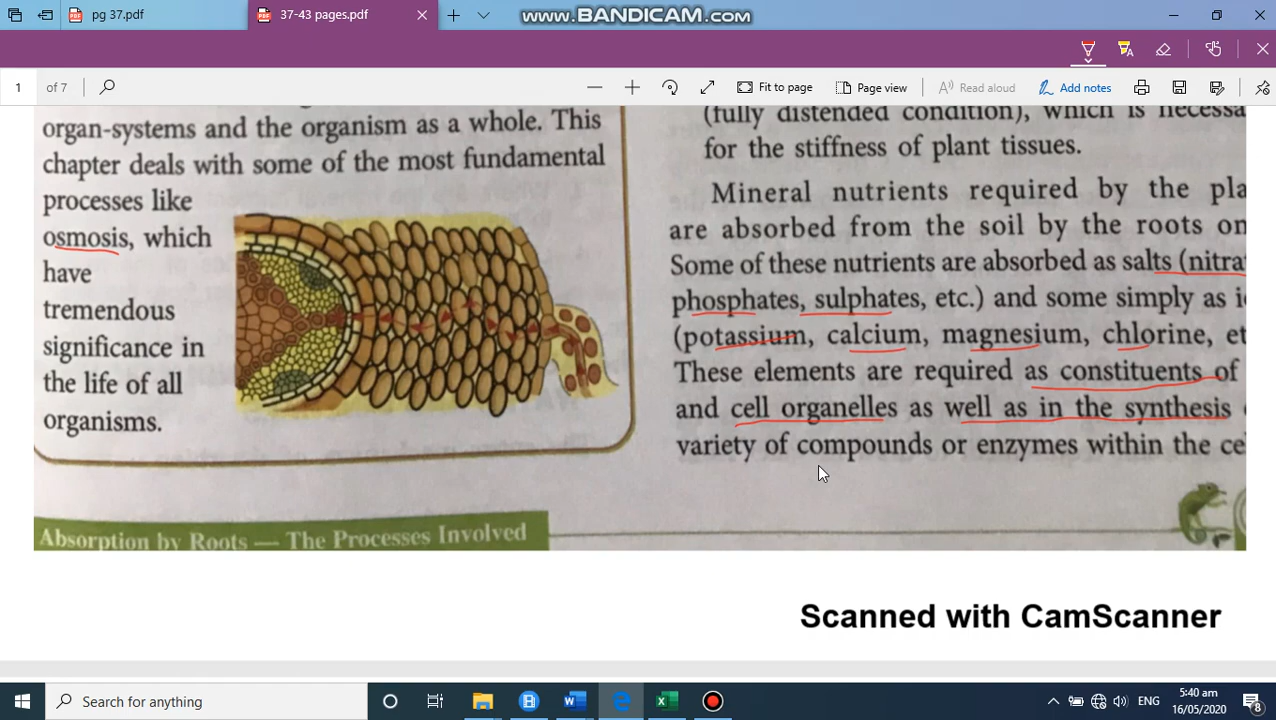 pg 37.pdf
37-43 pages.pdf
www.BANDICAM.com
1 of 7
Fit to page
Page view
Read aloud
Add notes
organ-systems and the organism as a whole. This
chapter deals with some of the most fundamental
processes like
osmosis, which
have
tremendous
significance in
the life of all
organisms.
(fully distended condition), which is necessa
for the stiffness of plant tissues.
Mineral nutrients required by the pla
are absorbed from the soil by the roots on
Some of these nutrients are absorbed as salts (nitra
phosphates, sulphates, etc.) and some simply as i
(potassium, calcium, magnesium, chlorine, et
These elements are required as constituents of
and cell organelles as well as in the synthesis
variety of compounds or enzymes within the ce
Absorption by Roots — The Processes Involved
Scanned with CamScanner
Search for anything
ENG
5:40 am
16/05/2020
8